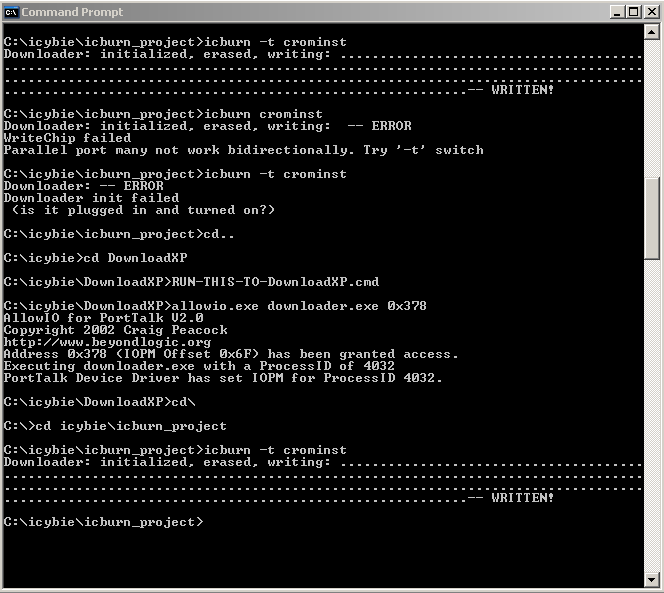 Command Prompt
C:\icybie\icburn_project>icburn -t crominst
Downloader: initialized, erased, writing: ......................................
................................................................................
................................................................................
..........................................................-- WRITTEN!
C:\icybie\icburn_project>icburn crominst
Downloader: initialized, erased, writing:  -- ERROR
WriteChip failed
Parallel port many not work bidirectionally. Try '-t' switch
C:\icybie\icburn_project>icburn -t crominst
Downloader: -- ERROR
Downloader init failed
 (is it plugged in and turned on?)
C:\icybie\icburn_project>cd..
C:\icybie>cd DownloadXP
C:\icybie\DownloadXP>RUN-THIS-TO-DownloadXP.cmd
C:\icybie\DownloadXP>allowio.exe downloader.exe 0x378
AllowIO for PortTalk V2.0
Copyright 2002 Craig Peacock
http://www.beyondlogic.org
Address 0x378 (IOPM Offset 0x6F) has been granted access.
Executing downloader.exe with a ProcessID of 4032
PortTalk Device Driver has set IOPM for ProcessID 4032.
C:\icybie\DownloadXP>cd\
C:\>cd icybie\icburn_project
C:\icybie\icburn_project>icburn -t crominst
Downloader: initialized, erased, writing: ......................................
................................................................................
................................................................................
..........................................................-- WRITTEN!
C:\icybie\icburn_project>